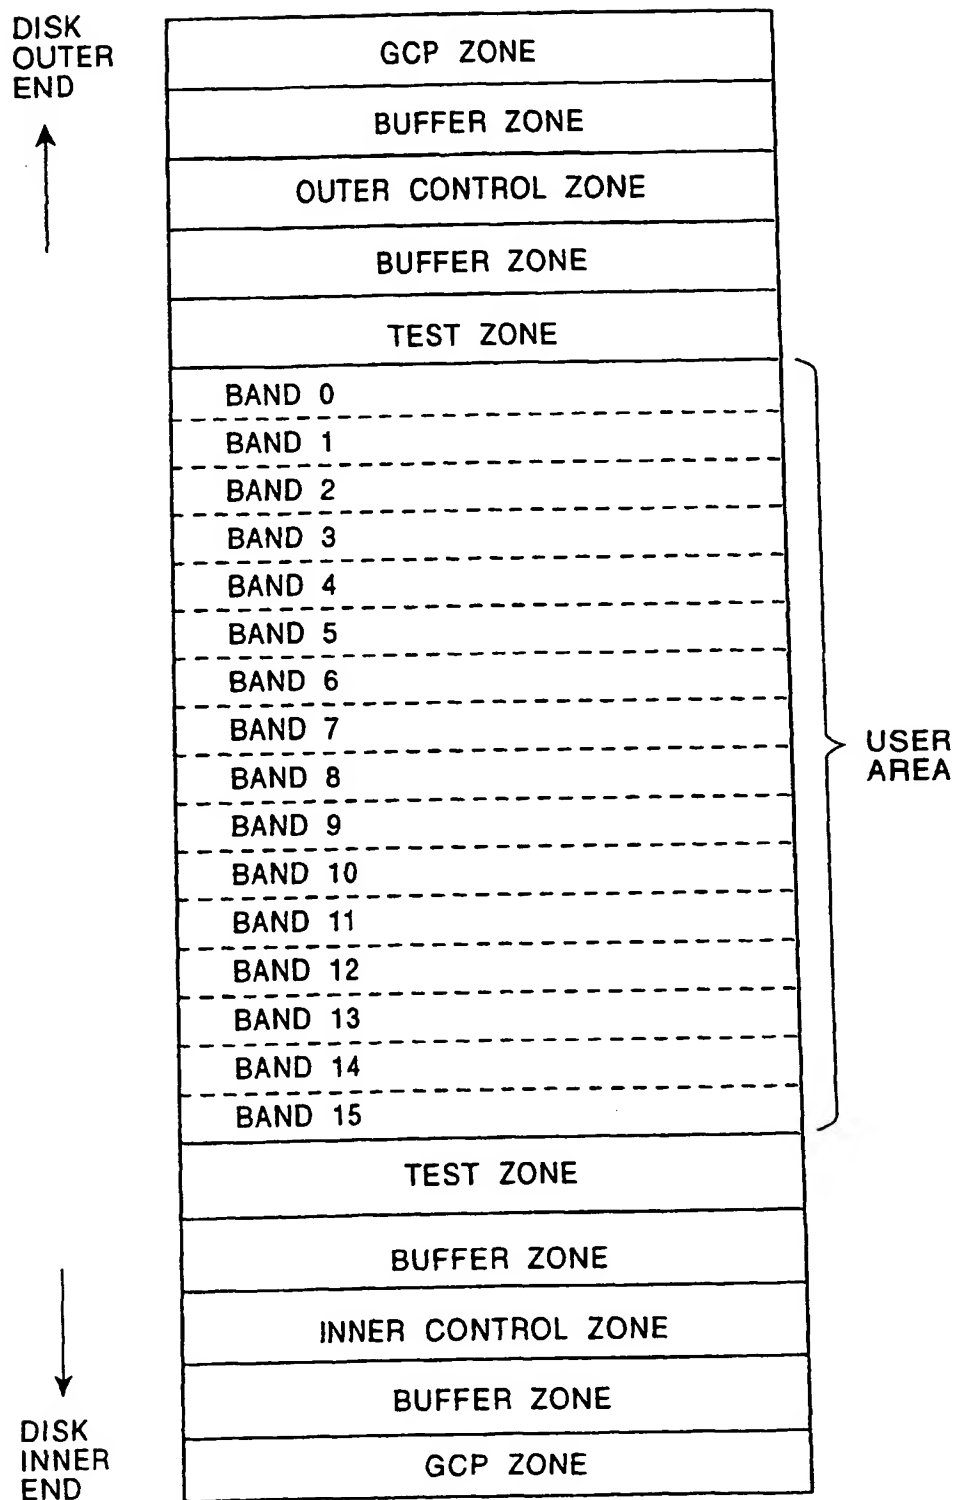 DISK
OUTER
END
GCP ZONE
BUFFER ZONE
OUTER CONTROL ZONE
BUFFER ZONE
TEST ZONE
BAND 0
BAND 1
BAND 2
BAND 3
BAND 4
BAND 5
BAND 6
BAND 7
BAND 8
BAND 9
BAND 10
BAND 11
BAND 12
BAND 13
BAND 14
BAND 15
USER
AREA
TEST ZONE
BUFFER ZONE
INNER CONTROL ZONE
BUFFER ZONE
GCP ZONE
DISK
INNER
END